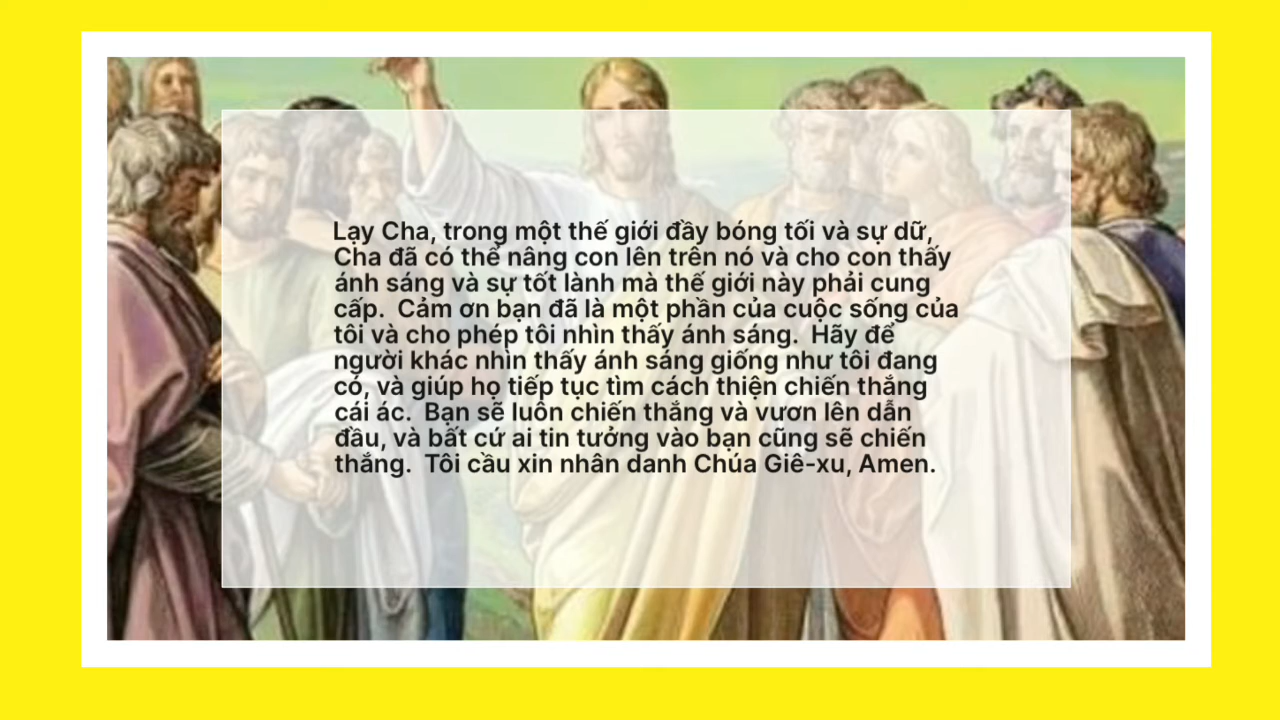 Lạy Cha, trong một thế giới đầy bóng tối và sự dữ,
Cha đã có thể nâng con lên trên nó và cho con thấy
ánh sáng và sự tốt lành mà thế giới này phải cung
cấp.  Cảm ơn bạn đã là một phần của cuộc sống của
tôi và cho phép tôi nhìn thấy ánh sáng.  Hãy để
người khác nhìn thấy ánh sáng giống như tôi đang
có, và giúp họ tiếp tục tìm cách thiện chiến thắng
cái ác.  Bạn sẽ luôn chiến thắng và vươn lên dẫn
đầu, và bất cứ ai tin tưởng vào bạn cũng sẽ chiến
thắng.  Tôi cầu xin nhân danh Chúa Giê-xu, Amen.